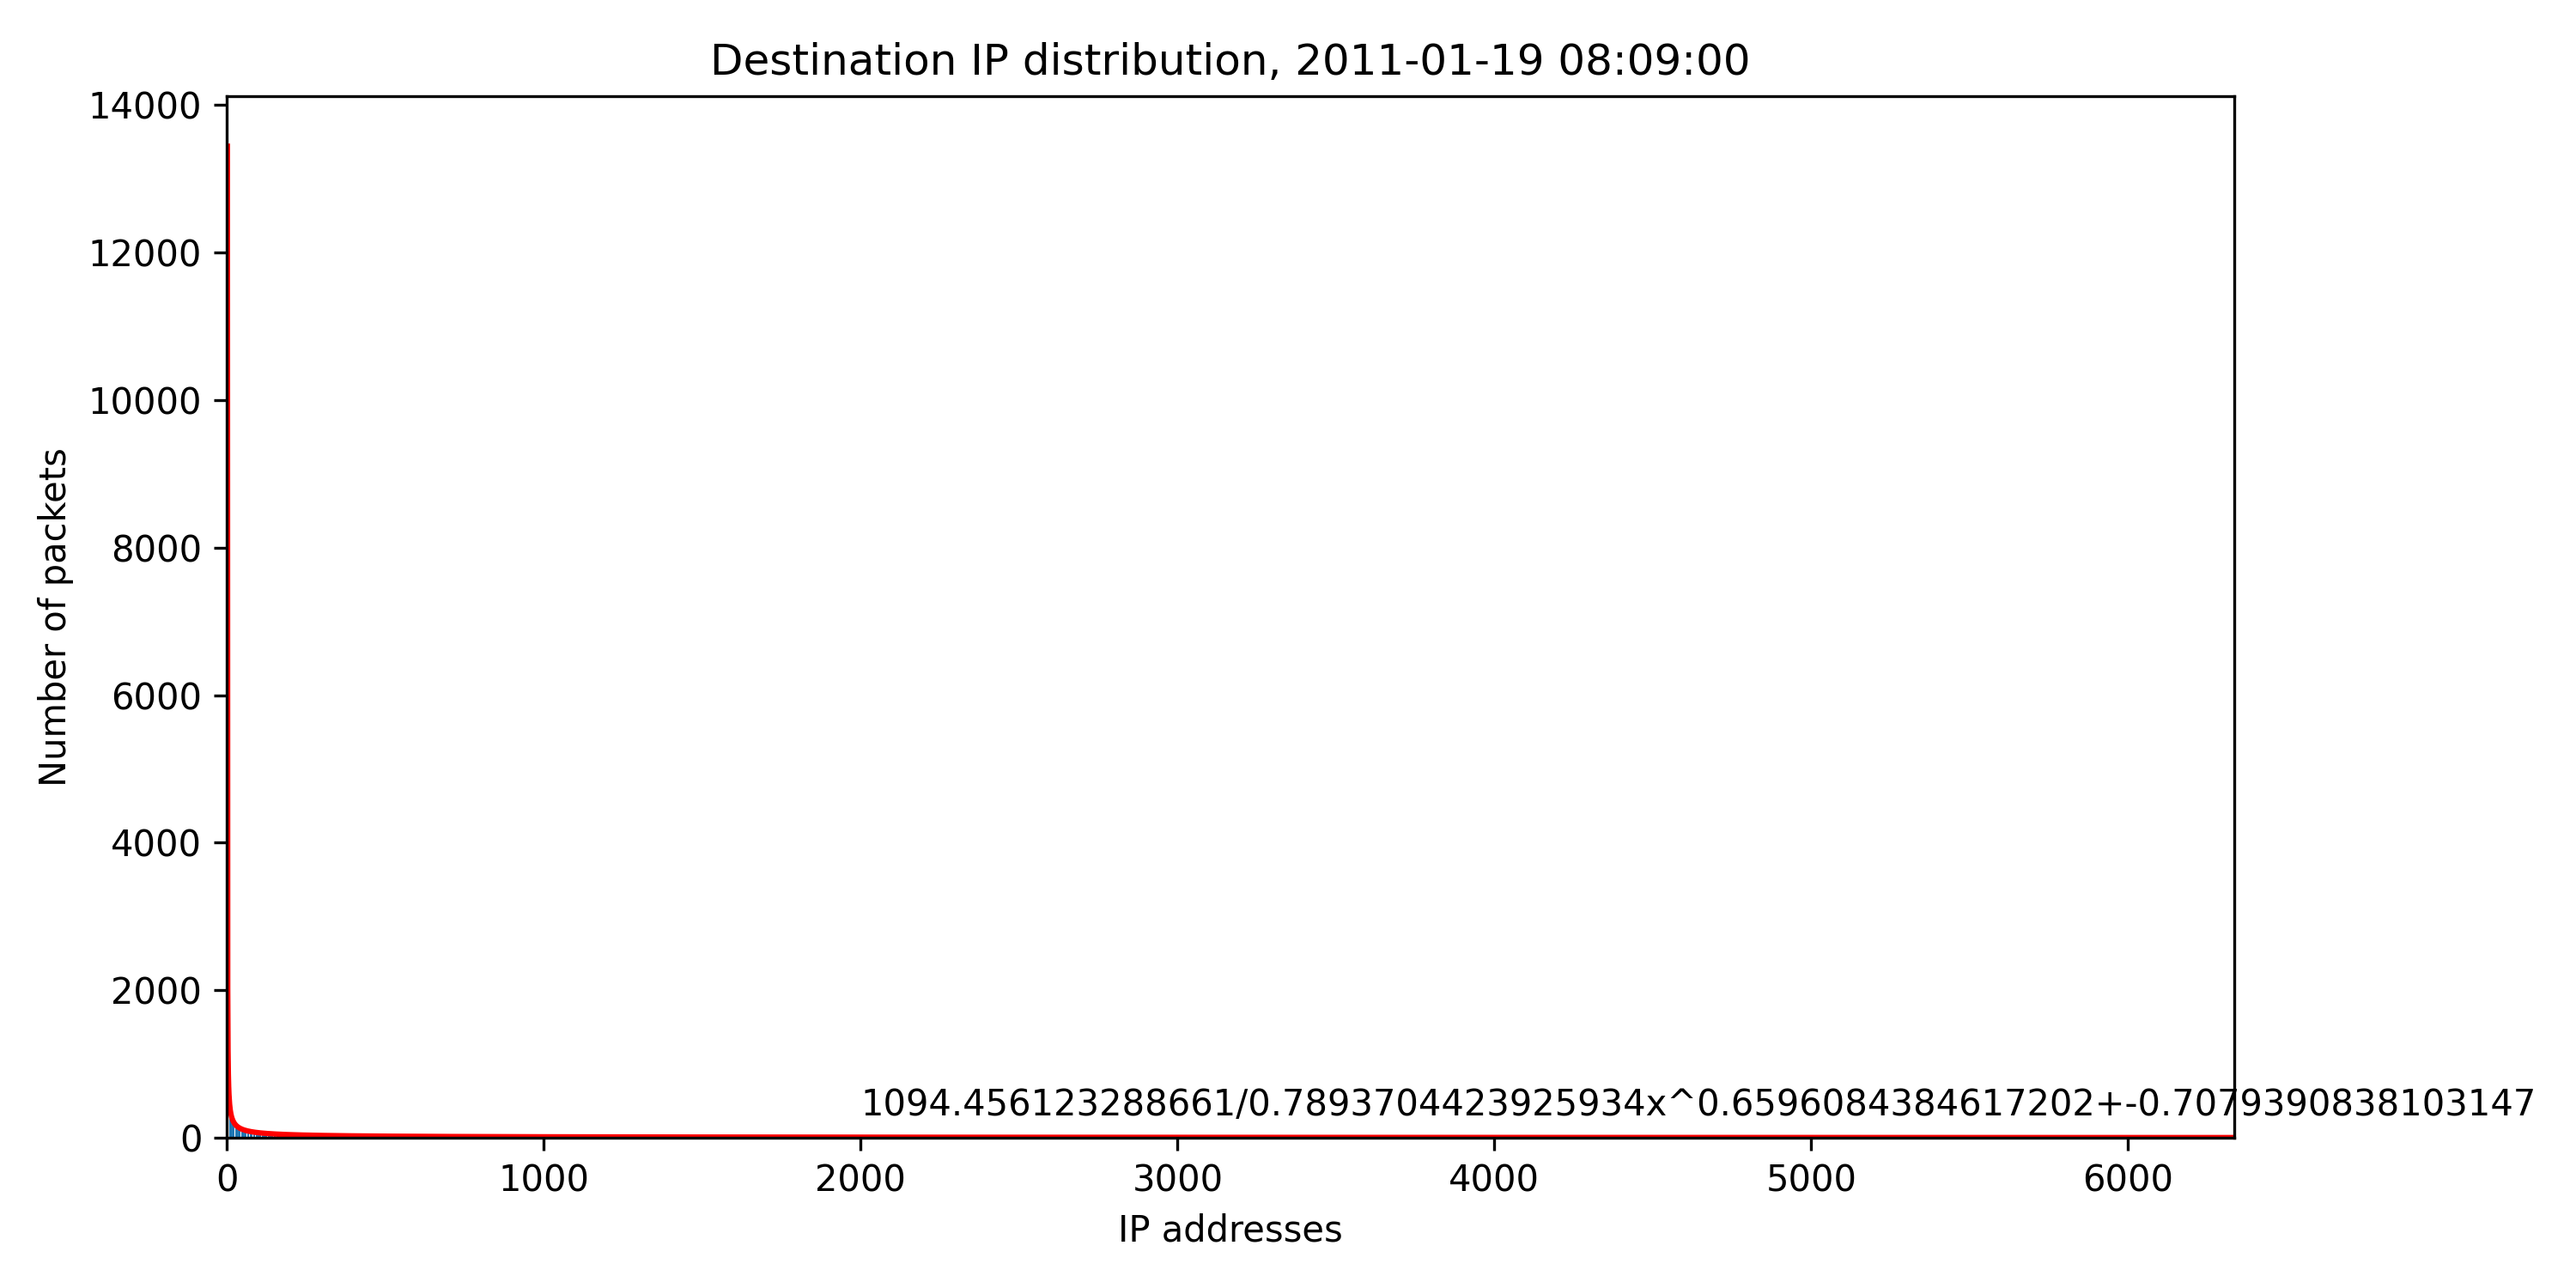 Destination IP distribution, 2011-01-19 08:09:00
14000
12000
10000
8000
6000
4000
2000
0
Number of packets
1094.456123288661/0.7893704423925934x^0.6596084384617202+-0.7079390838103147
0 1000 2000 3000 4000 5000 6000
IP addresses